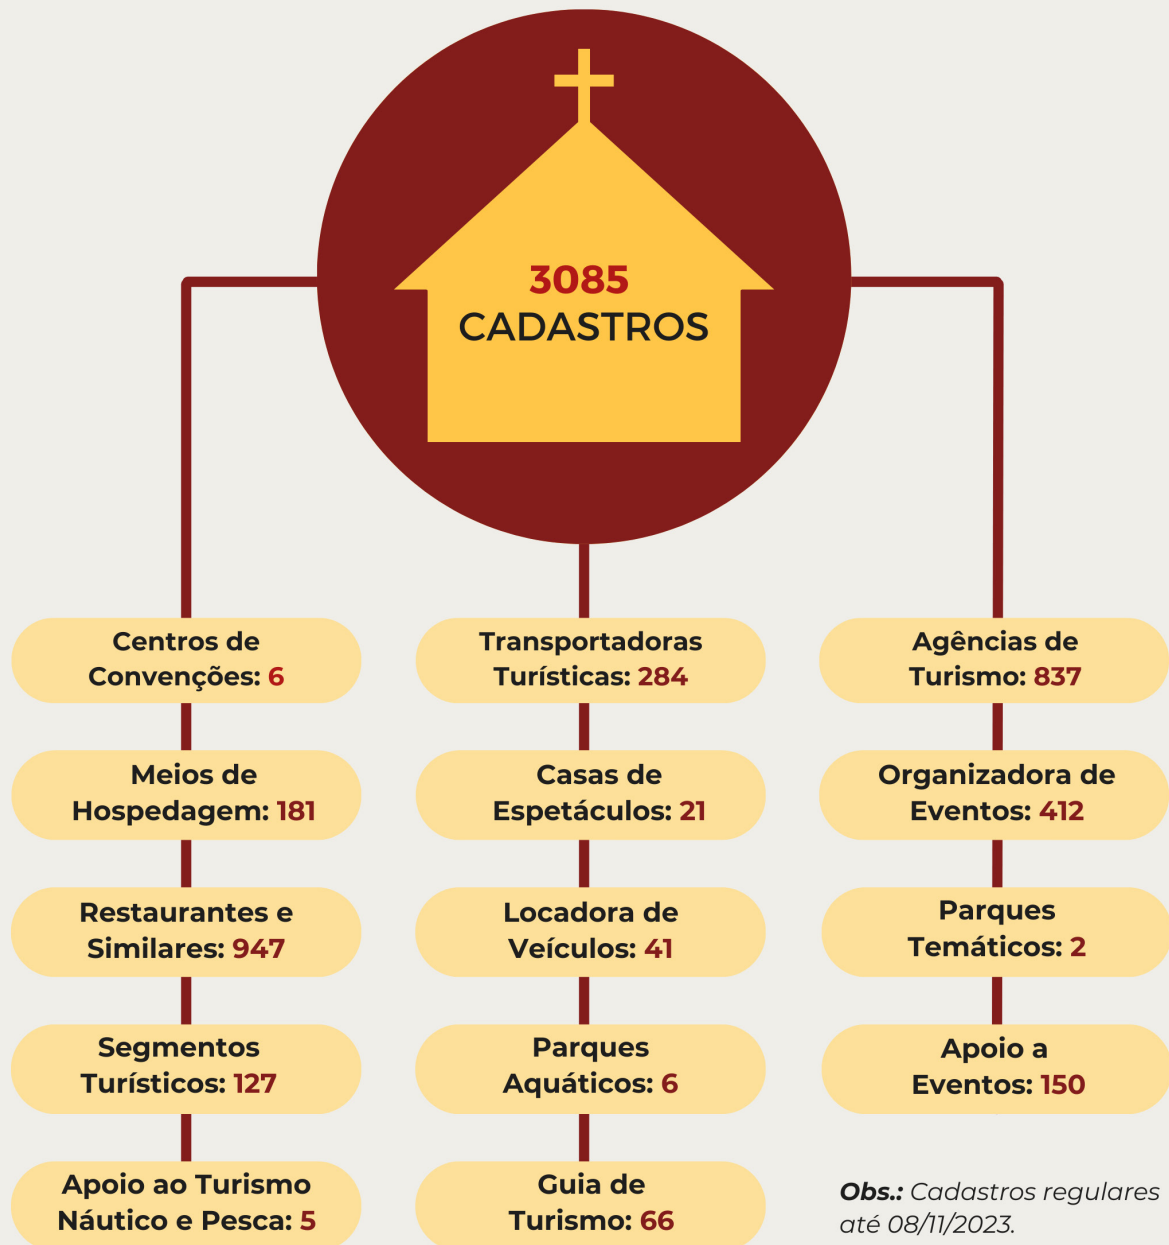 3085
CADASTROS
Centros de
Convenções: 6
Meios de
Hospedagem: 181
Restaurantes e
Similares: 947
Segmentos
Turísticos: 127
Apoio ao Turismo
Náutico e Pesca: 5
Transportadoras
Turísticas: 284
Casas de
Espetáculos: 21
Locadora de
Veículos: 41
Parques
Aquáticos: 6
Guia de
Turismo: 66
Agências de
Turismo: 837
Organizadora de
Eventos: 412
Parques
Temáticos: 2
Apoio a
Eventos: 150
Obs.: Cadastros regulares
até 08/11/2023.